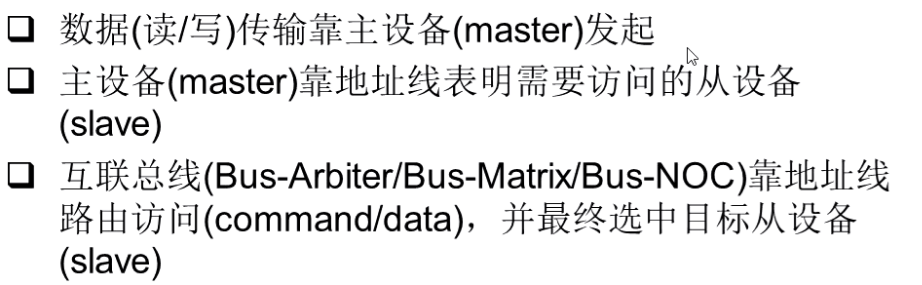 数据(读/写)传输靠主设备(master)发起
主设备(master)靠地址线表明需要访问的从设备
(slave)
互联总线(Bus-Arbiter/Bus-Matrix/Bus-NOC)靠地址线
路由访问(command/data)，并最终选中目标从设备
(slave)